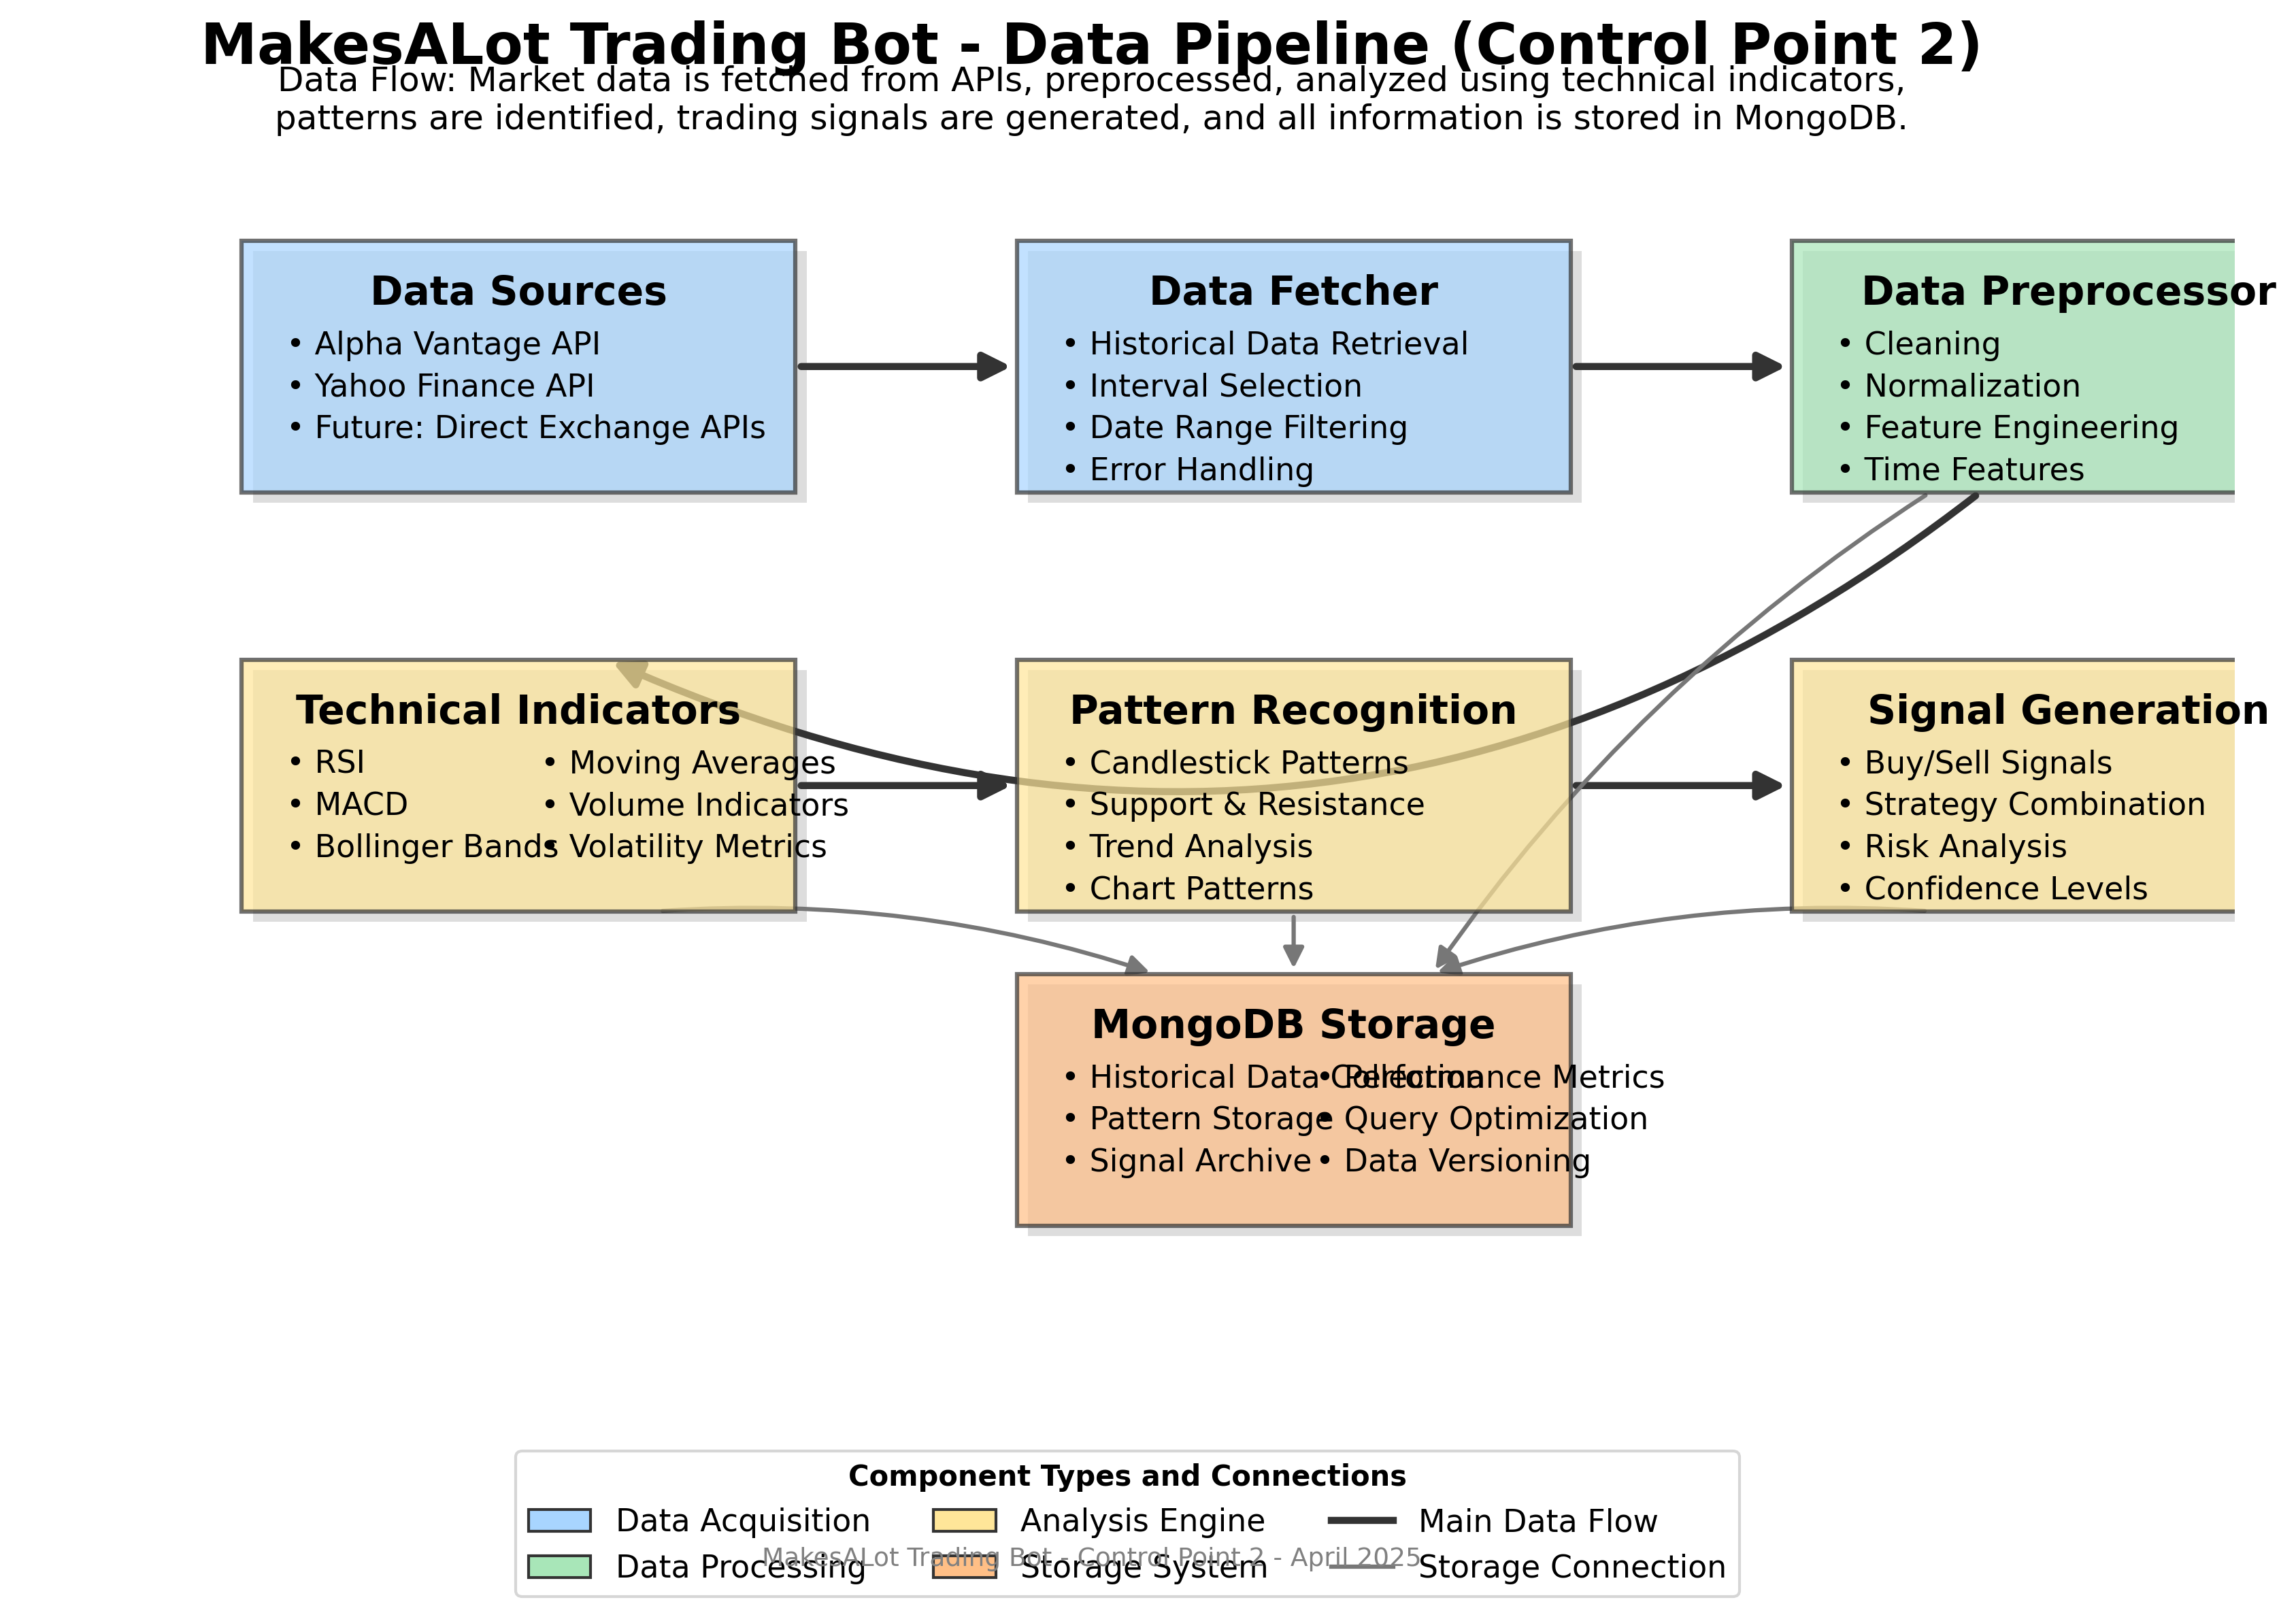 MakesALot Trading Bot - Data Pipeline (Control Point 2)
Data Flow: Market data is fetched from APIs, preprocessed, analyzed using technical indicators,
patterns are identified, trading signals are generated, and all information is stored in MongoDB.
Data Sources
• Alpha Vantage API
• Yahoo Finance API
• Future: Direct Exchange APIs
Data Fetcher
• Historical Data Retrieval
• Interval Selection
• Date Range Filtering
• Error Handling
Data Preprocessor
• Cleaning
• Normalization
• Feature Engineering
• Time Features
Technical Indicators
• RSI
• MACD
• Bollinger Bands
• Moving Averages
• Volume Indicators
• Volatility Metrics
Pattern Recognition
• Candlestick Patterns
• Support & Resistance
• Trend Analysis
• Chart Patterns
Signal Generation
• Buy/Sell Signals
• Strategy Combination
• Risk Analysis
• Confidence Levels
MongoDB Storage
• Historical Data Collection
• Pattern Storage
• Signal Archive
• Performance Metrics
• Query Optimization
• Data Versioning
Component Types and Connections
Data Acquisition
Data Processing
Analysis Engine
Storage System
Main Data Flow
Storage Connection
MakesALot Trading Bot - Control Point 2 - April 2025